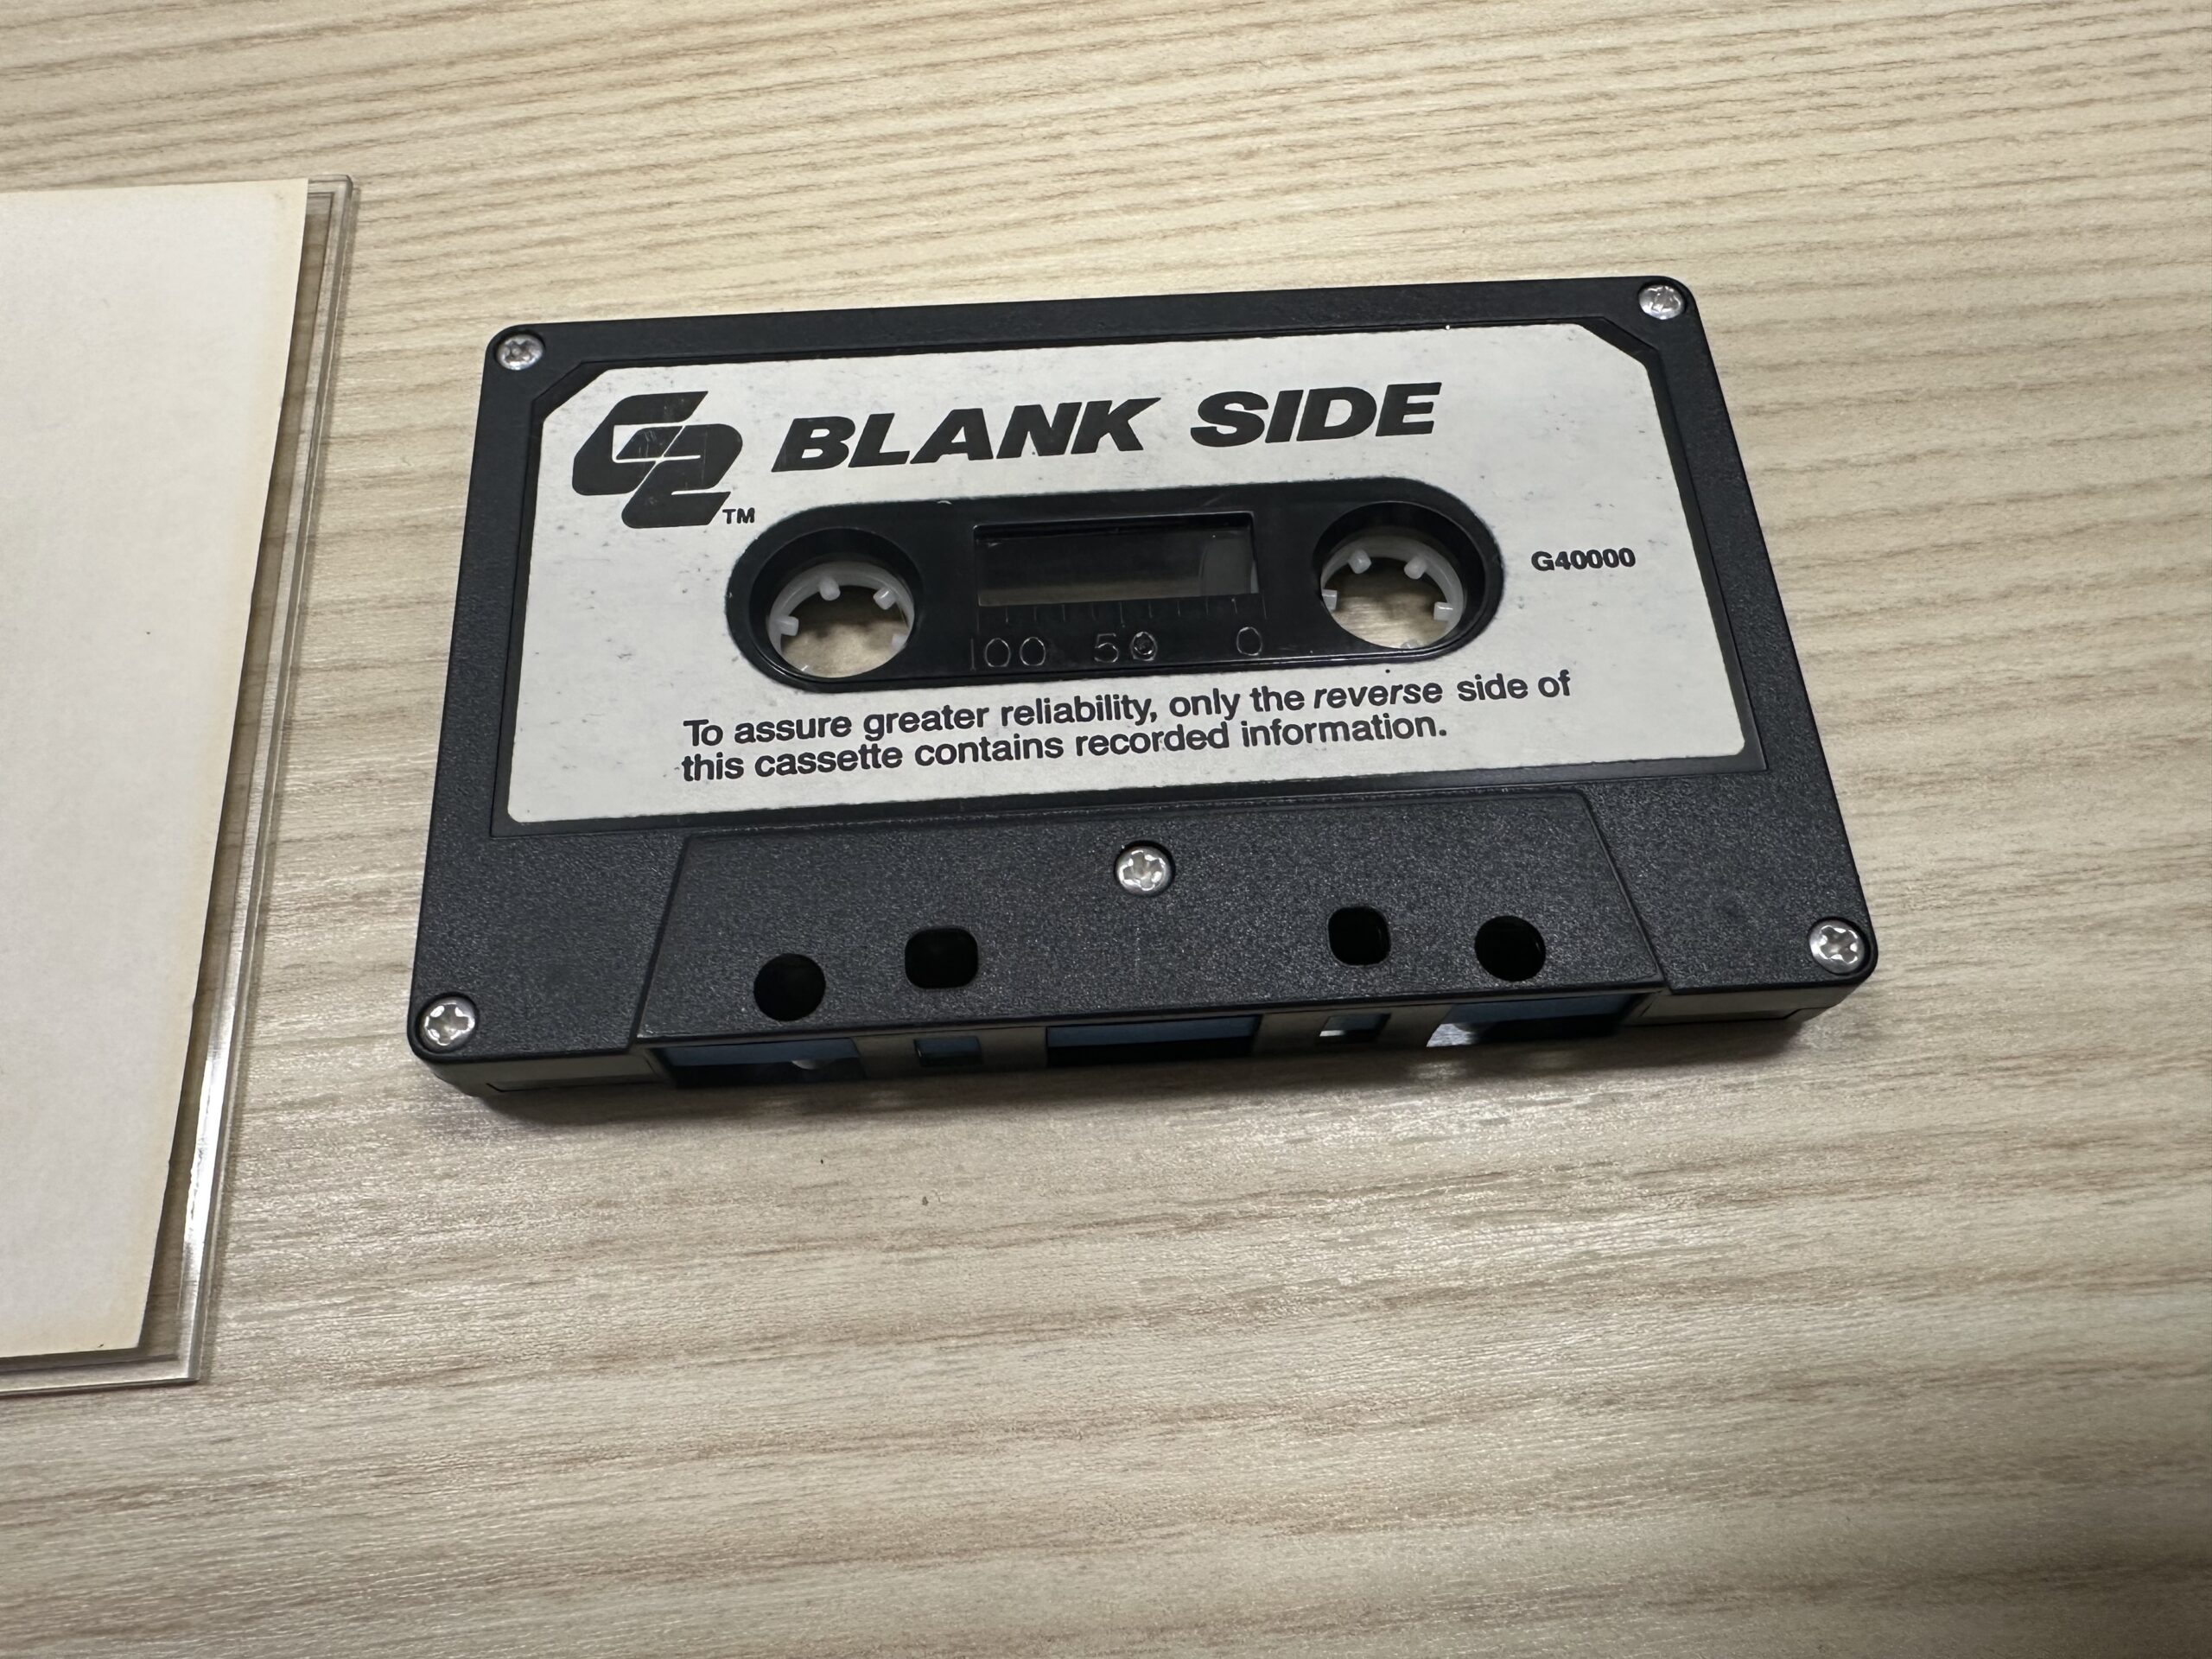 G2™ BLANK SIDE
G40000
100 50 0
To assure greater reliability, only the reverse side of
this cassette contains recorded information.